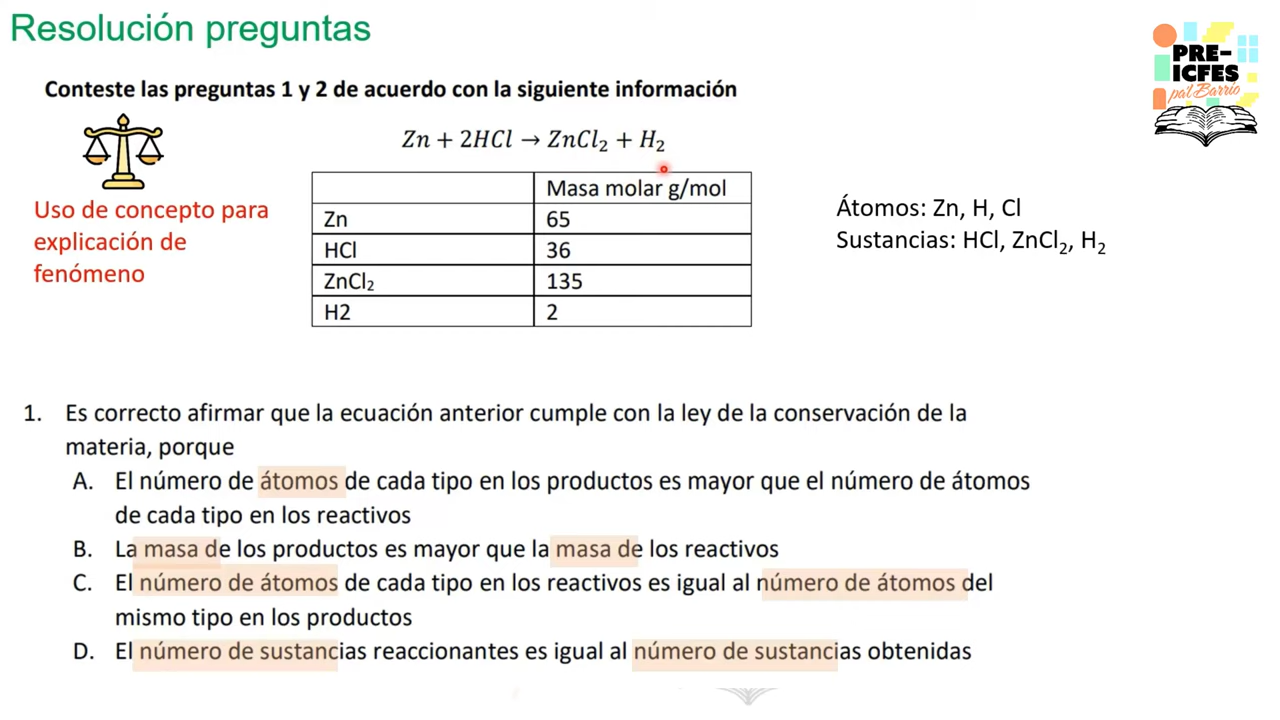 Resolución preguntas
PRE-
ICFES
pa'l Barrio
Conteste las preguntas 1 y 2 de acuerdo con la siguiente información
Zn + 2HCl → ZnCl₂ + H₂
Uso de concepto para
explicación de
fenómeno
Masa molar g/mol
Zn 65
HCl 36
ZnCl₂ 135
H2 2
Átomos: Zn, H, Cl
Sustancias: HCl, ZnCl₂, H₂
1. Es correcto afirmar que la ecuación anterior cumple con la ley de la conservación de la
materia, porque
A. El número de átomos de cada tipo en los productos es mayor que el número de átomos
de cada tipo en los reactivos
B. La masa de los productos es mayor que la masa de los reactivos
C. El número de átomos de cada tipo en los reactivos es igual al número de átomos del
mismo tipo en los productos
D. El número de sustancias reaccionantes es igual al número de sustancias obtenidas